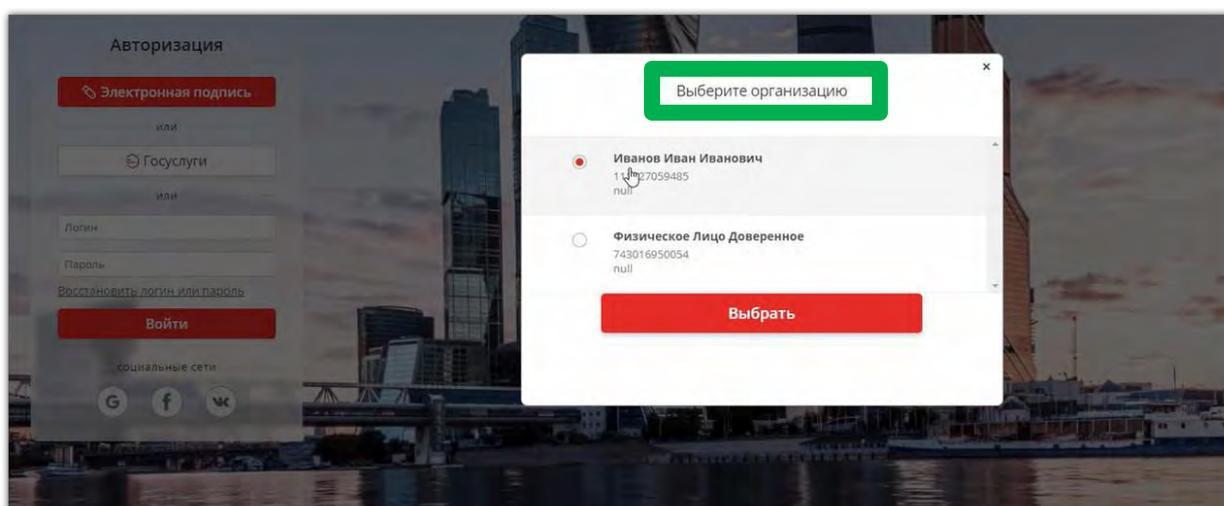 Авторизация
Электронная подпись
или
Госуслуги
или
Логин
Пароль
Восстановить логин или пароль
Войти
социальные сети
G f
Выберите организацию
×
Иванов Иван Иванович
27059485
null
Физическое Лицо Доверенное
743016950054
null
Выбрать